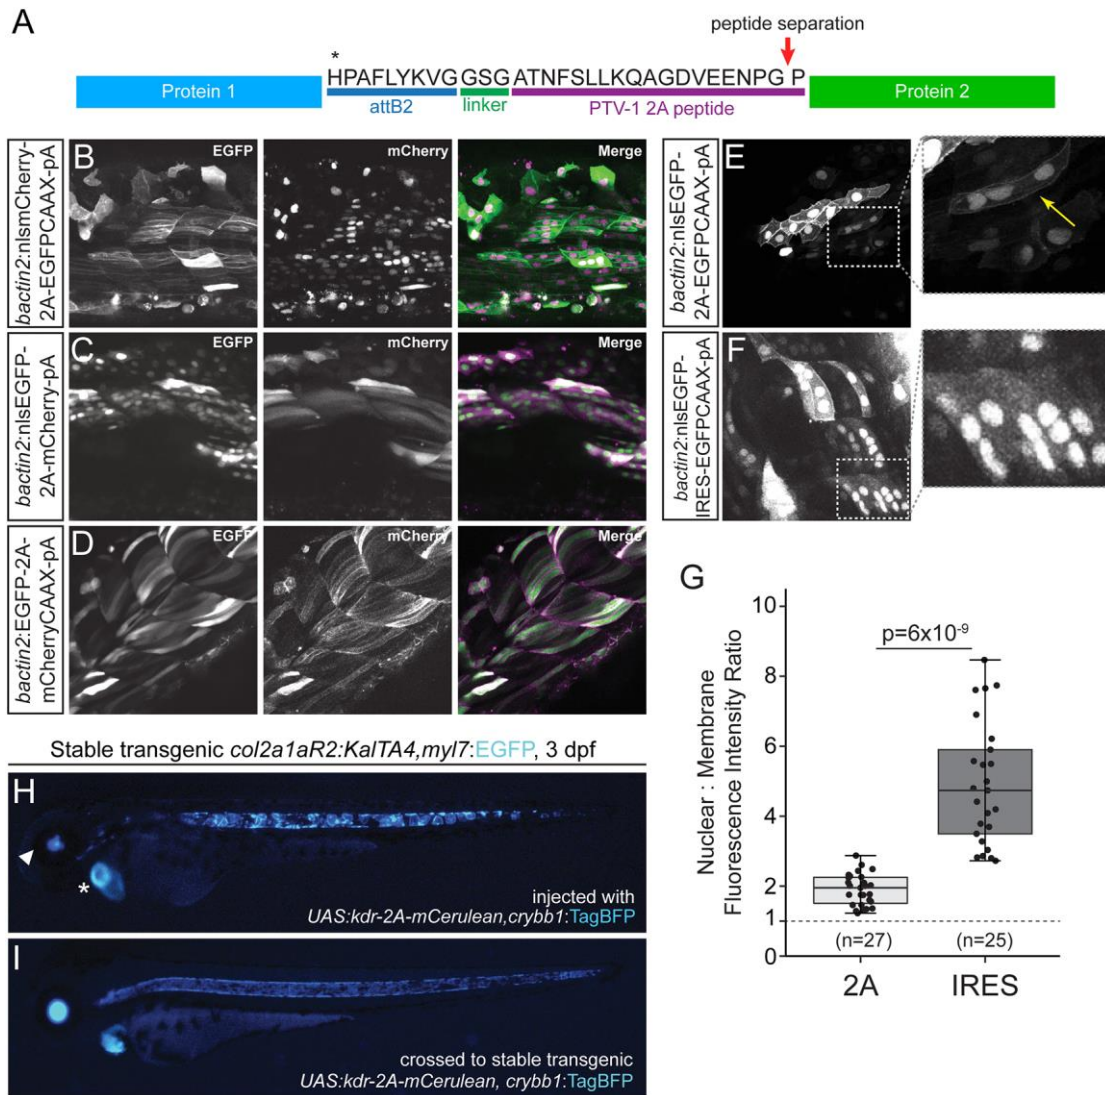 A
peptide separation
*
HPAFLYKVG GSG ATNFSLLKQAGDVEENPG P
Protein 1
attB2
linker
PTV-1 2A peptide
Protein 2
bactin2:nlsmCherry-
2A-EGFPCAAX-pA
B
EGFP
mCherry
Merge
bactin2:nlsEGFP-
2A-mCherry-pA
C
EGFP
mCherry
Merge
bactin2:EGFP-2A-
mCherryCAAX-pA
D
EGFP
mCherry
Merge
bactin2:nlsEGFP-
2A-EGFPCAAX-pA
E
bactin2:nlsEGFP-
IRES-EGFPCAAX-pA
F
G
Nuclear : Membrane
Fluorescence Intensity Ratio
10
8
6
4
2
1
0
p=6x10-9
(n=27)
(n=25)
2A
IRES
Stable transgenic col2a1aR2:KalTA4,myl7:EGFP, 3 dpf
H
*
injected with
UAS:kdr-2A-mCerulean,crybb1:TagBFP
I
crossed to stable transgenic
UAS:kdr-2A-mCerulean, crybb1:TagBFP